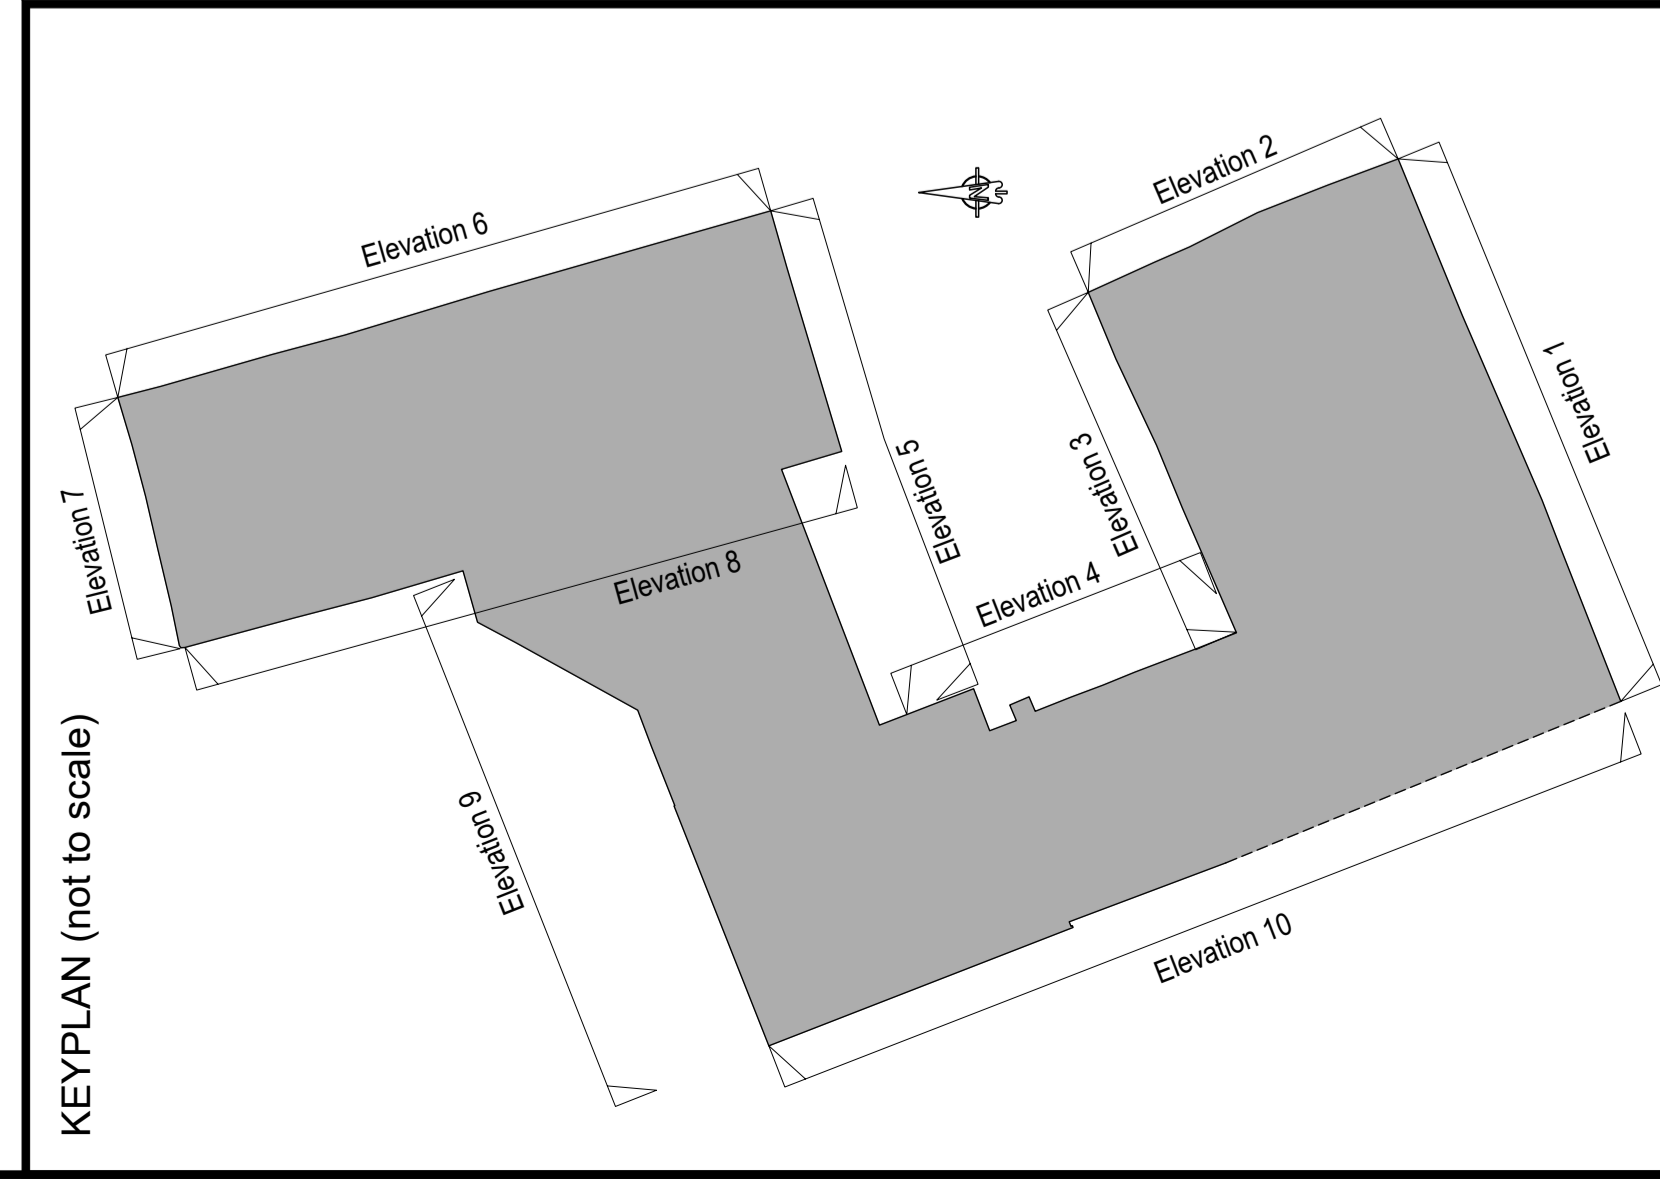 KEYPLAN (not to scale)
Elevation 1
Elevation 2
Elevation 3
Elevation 4
Elevation 5
Elevation 6
Elevation 7
Elevation 8
Elevation 9
Elevation 10
N